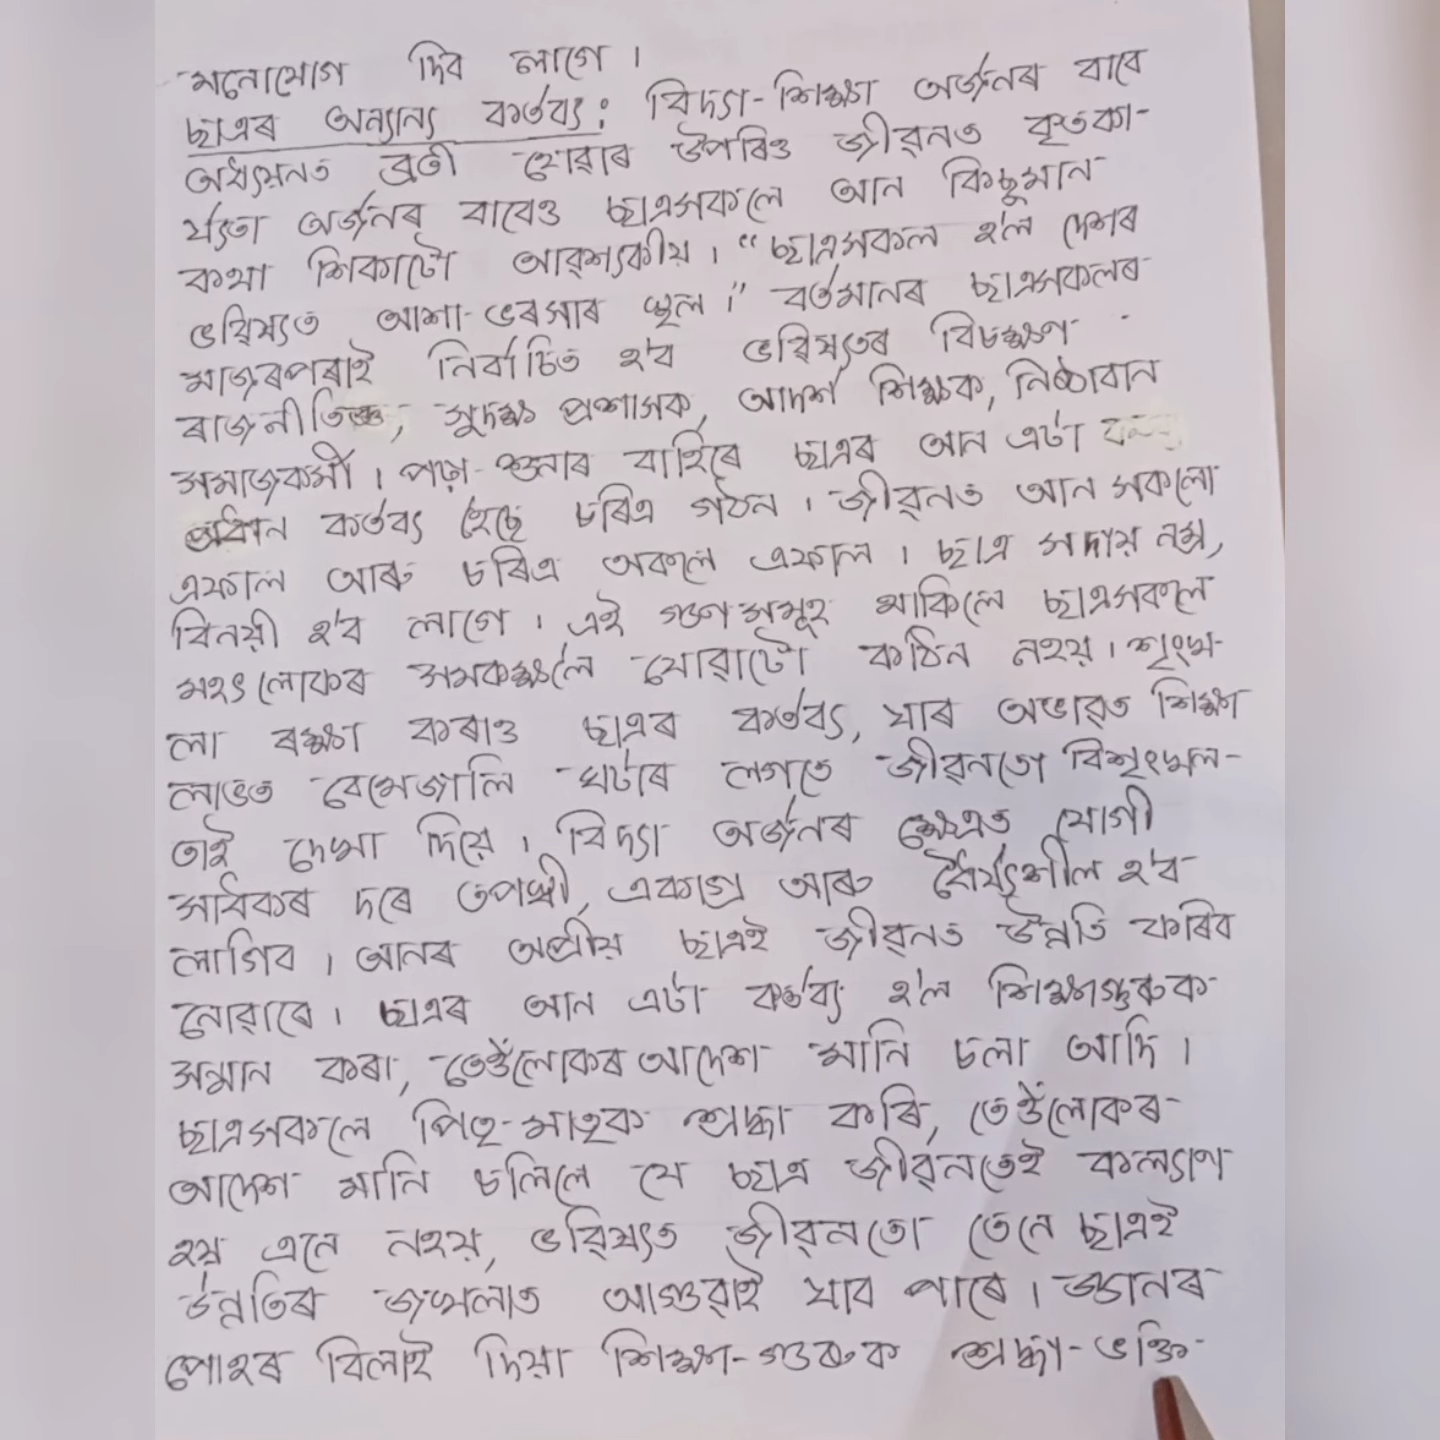 মনোযোগ দিব লাগে।
ছাত্ৰৰ অন্যান্য কৰ্তব্য: বিদ্যা-শিক্ষা অৰ্জনৰ বাবে
অধ্যয়নত ব্ৰতী হোৱাৰ উপৰিও জীৱনত কৃতকা-
ৰ্য্যতা অৰ্জনৰ বাবেও ছাত্ৰসকলে আন কিছুমান
কথা শিকাটো আৱশ্যকীয়। "ছাত্ৰসকল হ'ল দেশৰ
ভৱিষ্যত আশা-ভৰসাৰ স্থল।" বৰ্তমানৰ ছাত্ৰসকলৰ
মাজৰপৰাই নিৰ্বাচিত হ'ব ভৱিষ্যতৰ বিচক্ষণ
ৰাজনীতিজ্ঞ, সুদক্ষ প্ৰশাসক, আদৰ্শ শিক্ষক, নিষ্ঠাবান
সমাজকৰ্মী। পঢ়া-শুনাৰ বাহিৰে ছাত্ৰৰ আন এটা
প্ৰধান কৰ্তব্য হৈছে চৰিত্ৰ গঠন। জীৱনত আন সকলো
এফাল আৰু চৰিত্ৰ অকলে এফাল। ছাত্ৰ সদায় নম্ৰ,
বিনয়ী হ'ব লাগে। এই গুণসমূহ থাকিলে ছাত্ৰসকলে
মহৎ লোকৰ সমকক্ষলৈ যোৱাটো কঠিন নহয়। শৃংখ-
লা ৰক্ষা কৰাও ছাত্ৰৰ কৰ্তব্য, যাৰ অভাৱত শিক্ষা
লাভত বেমেজালি ঘটাৰ লগতে জীৱনতো বিশৃংখল-
তাই দেখা দিয়ে। বিদ্যা অৰ্জনৰ ক্ষেত্ৰত যোগী
সাধকৰ দৰে তপস্বী, একাগ্ৰ আৰু ধৈৰ্য্যশীল হ'ব
লাগিব। আনৰ অপ্ৰীয় ছাত্ৰই জীৱনত উন্নতি কৰিব
নোৱাৰে। ছাত্ৰৰ আন এটা কৰ্তব্য হ'ল শিক্ষাগুৰুক
সন্মান কৰা, তেওঁলোকৰ আদেশ মানি চলা আদি।
ছাত্ৰসকলে পিতৃ-মাতৃক শ্ৰদ্ধা কৰি, তেওঁলোকৰ
আদেশ মানি চলিলে যে ছাত্ৰ জীৱনতেই কল্যাণ
হয় এনে নহয়, ভৱিষ্যত জীৱনতো তেনে ছাত্ৰই
উন্নতিৰ জখলাত আগুৱাই যাব পাৰে। জ্ঞানৰ
পোহৰ বিলাই দিয়া শিক্ষা-গুৰুক শ্ৰদ্ধা-ভক্তি